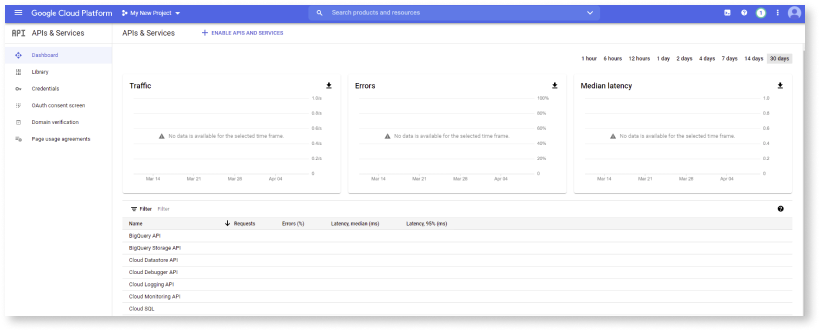 Google Cloud Platform My New Project Search products and resources 1
API APIs & Services
Dashboard
Library
Credentials
OAuth consent screen
Domain verification
Page usage agreements
APIs & Services + ENABLE APIS AND SERVICES
1 hour 6 hours 12 hours 1 day 2 days 4 days 7 days 14 days 30 days
Traffic
1.0/s
0.8/s
0.6/s
0.4/s
0.2/s
0
No data is available for the selected time frame.
Mar 14 Mar 21 Mar 28 Apr 04
Errors
100%
80%
60%
40%
20%
0
No data is available for the selected time frame.
Mar 14 Mar 21 Mar 28 Apr 04
Median latency
1.0
0.8
0.6
0.4
0.2
0
No data is available for the selected time frame.
Mar 14 Mar 21 Mar 28 Apr 04
Filter Filter
Name Requests Errors (%) Latency, median (ms) Latency, 95% (ms)
BigQuery API
BigQuery Storage API
Cloud Datastore API
Cloud Debugger API
Cloud Logging API
Cloud Monitoring API
Cloud SQL